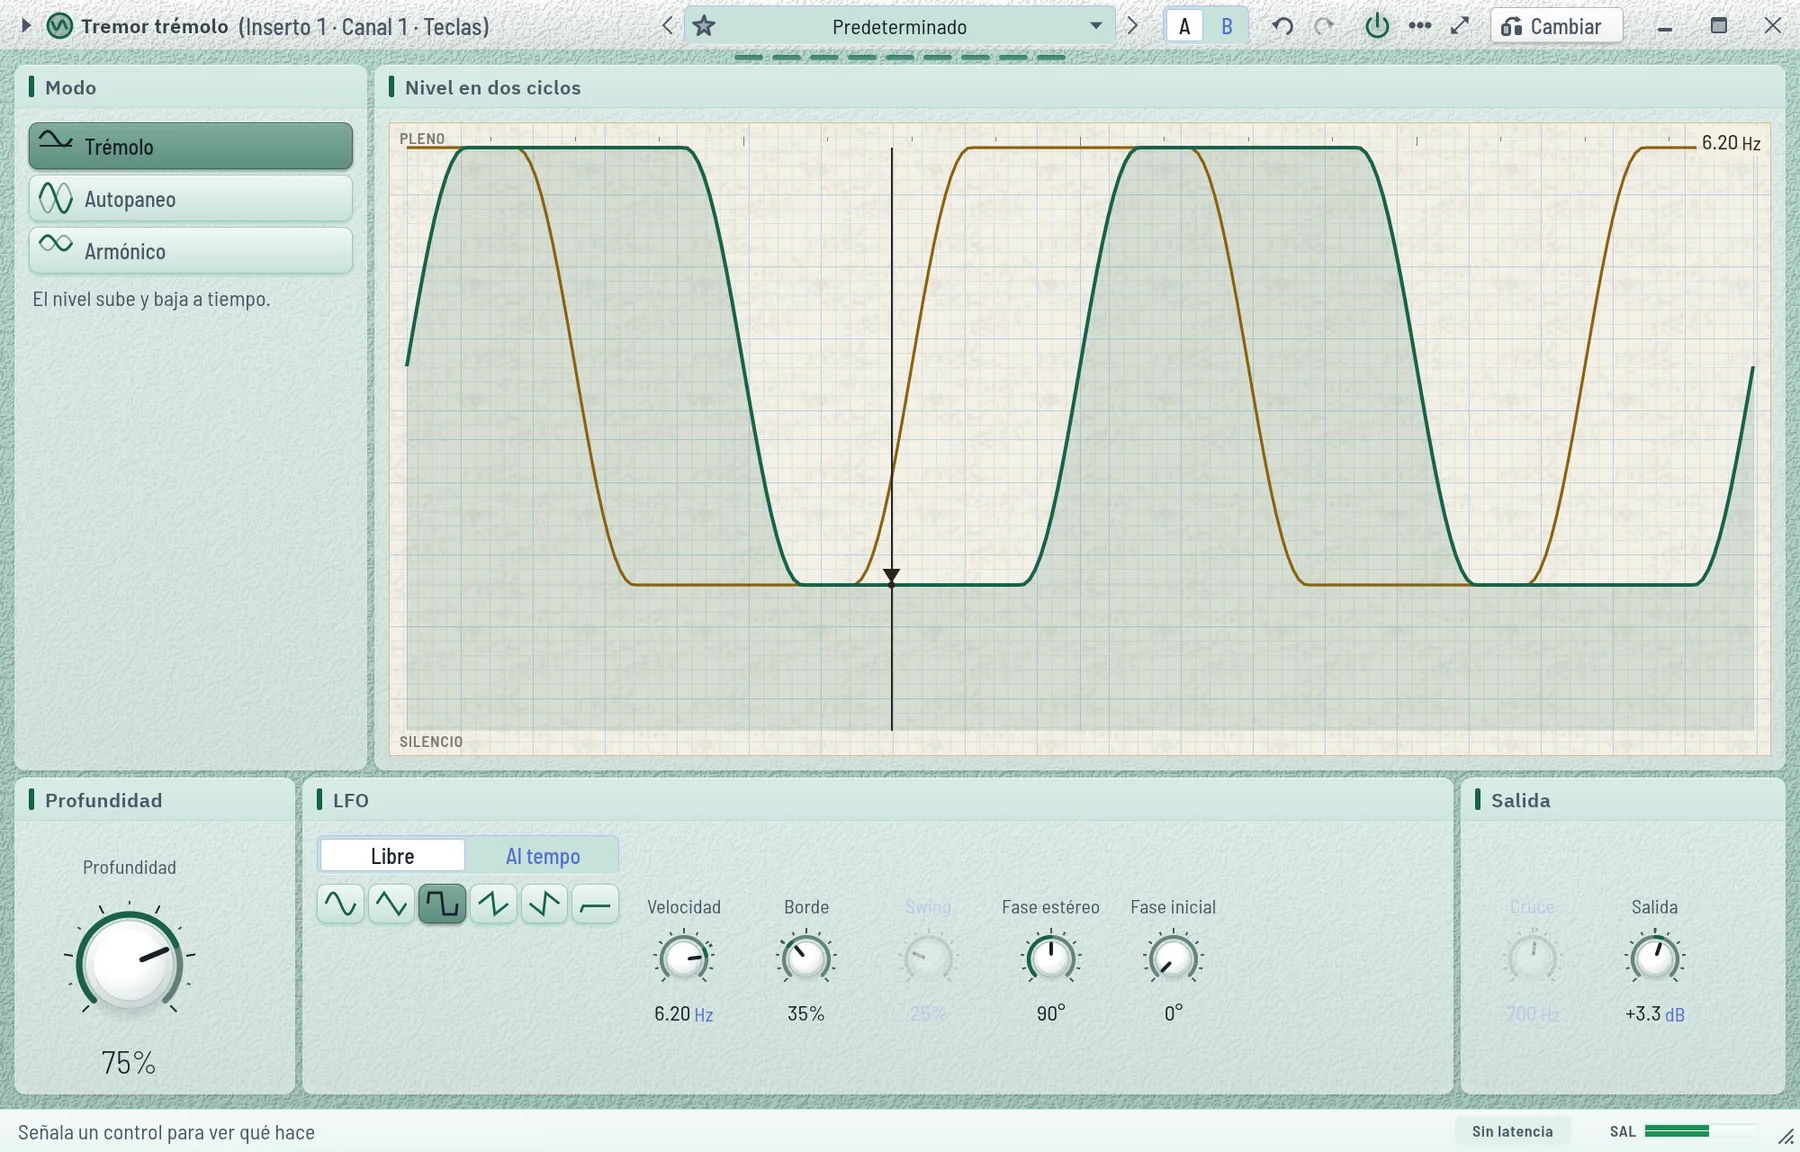 Tremor trémolo (Inserto 1 · Canal 1 · Teclas)
Predeterminado
A B
Cambiar
Modo
Trémolo
Autopaneo
Armónico
El nivel sube y baja a tiempo.
Nivel en dos ciclos
PLENO
6.20 Hz
SILENCIO
Profundidad
Profundidad
75%
LFO
Libre
Al tempo
Velocidad
6.20 Hz
Borde
35%
Swing
25%
Fase estéreo
90°
Fase inicial
0°
Salida
Cruce
700 Hz
Salida
+3.3 dB
Señala un control para ver qué hace
Sin latencia
SAL